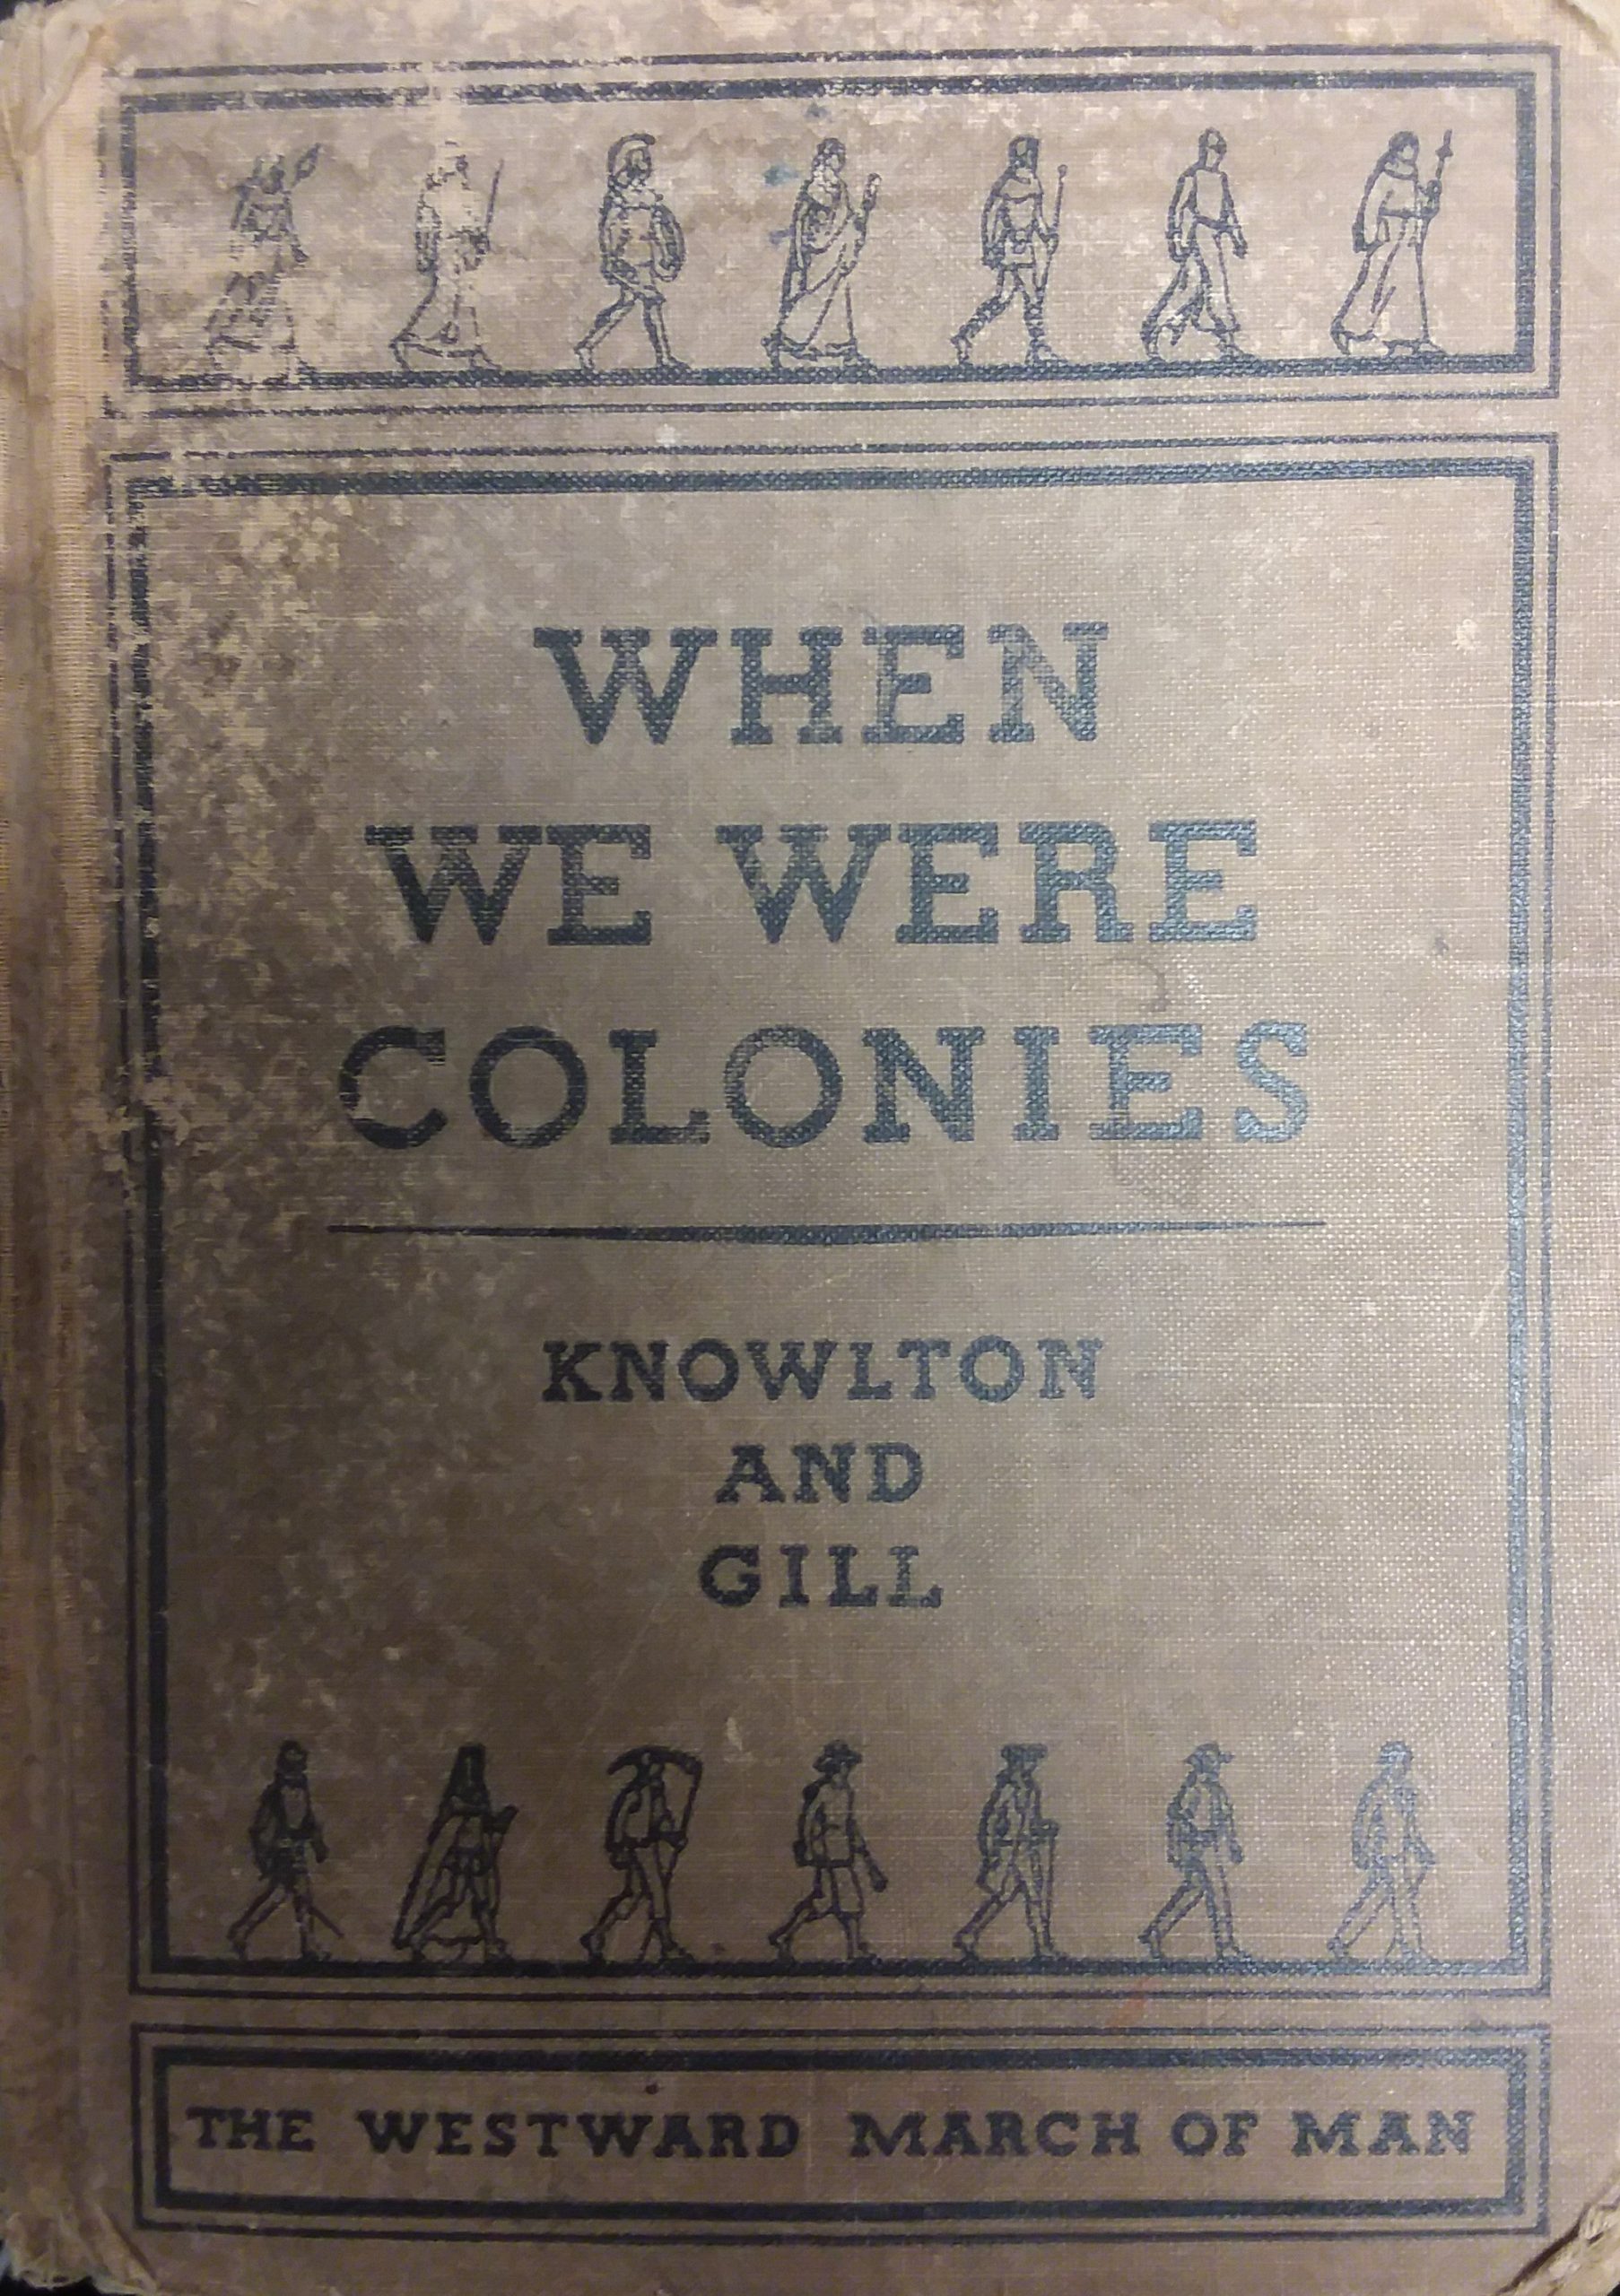 WHEN
WE WERE
COLONIES
KNOWLTON
AND
GILL
THE WESTWARD MARCH OF MAN